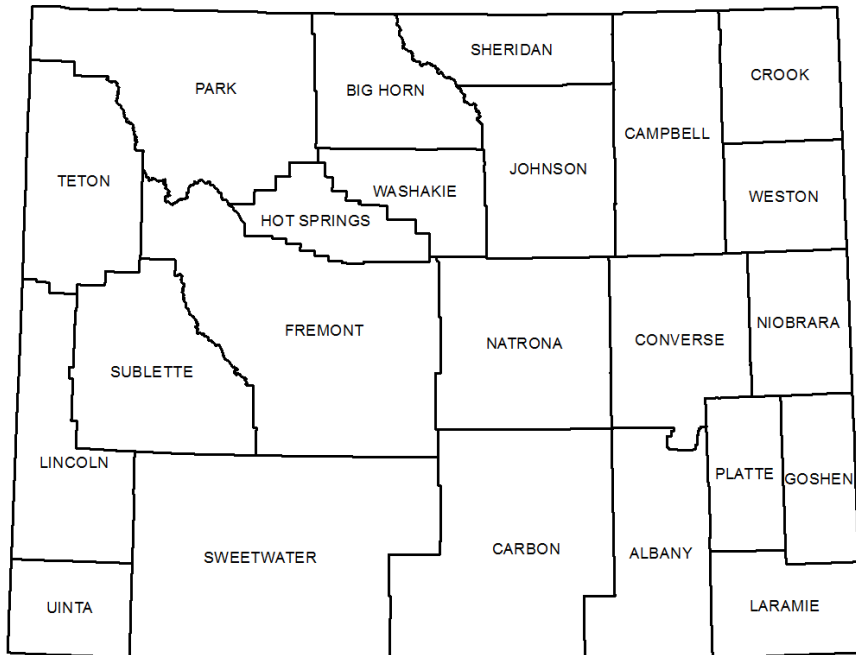 SHERIDAN
CROOK
PARK
BIG HORN
CAMPBELL
JOHNSON
TETON
WASHAKIE
WESTON
HOT SPRINGS
NIOBRARA
FREMONT
NATRONA
CONVERSE
SUBLETTE
LINCOLN
PLATTE
GOSHEN
SWEETWATER
CARBON
ALBANY
UINTA
LARAMIE